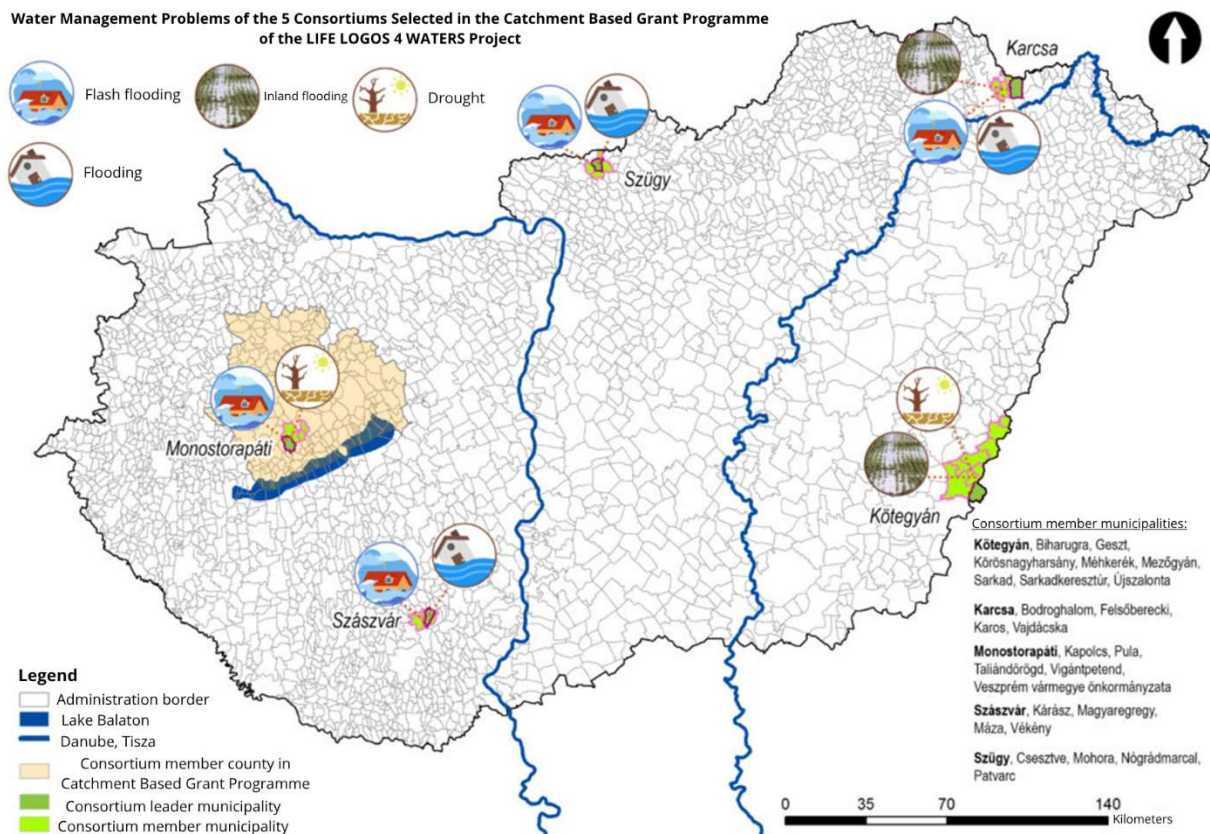 Water Management Problems of the 5 Consortiums Selected in the Catchment Based Grant Programme
of the LIFE LOGOS 4 WATERS Project
Flash flooding
Inland flooding
Drought
Flooding
Karcsa
Szügy
Monostorapáti
Kötegyán
Szászvár
Consortium member municipalities:
Kötegyán, Biharugra, Geszt,
Körösnagyharsány, Méhkerék, Mezőgyán,
Sarkad, Sarkadkeresztúr, Újszalonta
Karcsa, Bodroghalom, Felsőberecki,
Karos, Vajdácska
Monostorapáti, Kapolcs, Pula,
Taliándörögd, Vigántpetend,
Veszprém vármegye önkormányzata
Szászvár, Kárász, Magyaregregy,
Máza, Vékény
Szügy, Csesztve, Mohora, Nógrádmarcal,
Patvarc
Legend
Administration border
Lake Balaton
Danube, Tisza
Consortium member county in
Catchment Based Grant Programme
Consortium leader municipality
Consortium member municipality
0 35 70 140
Kilometers